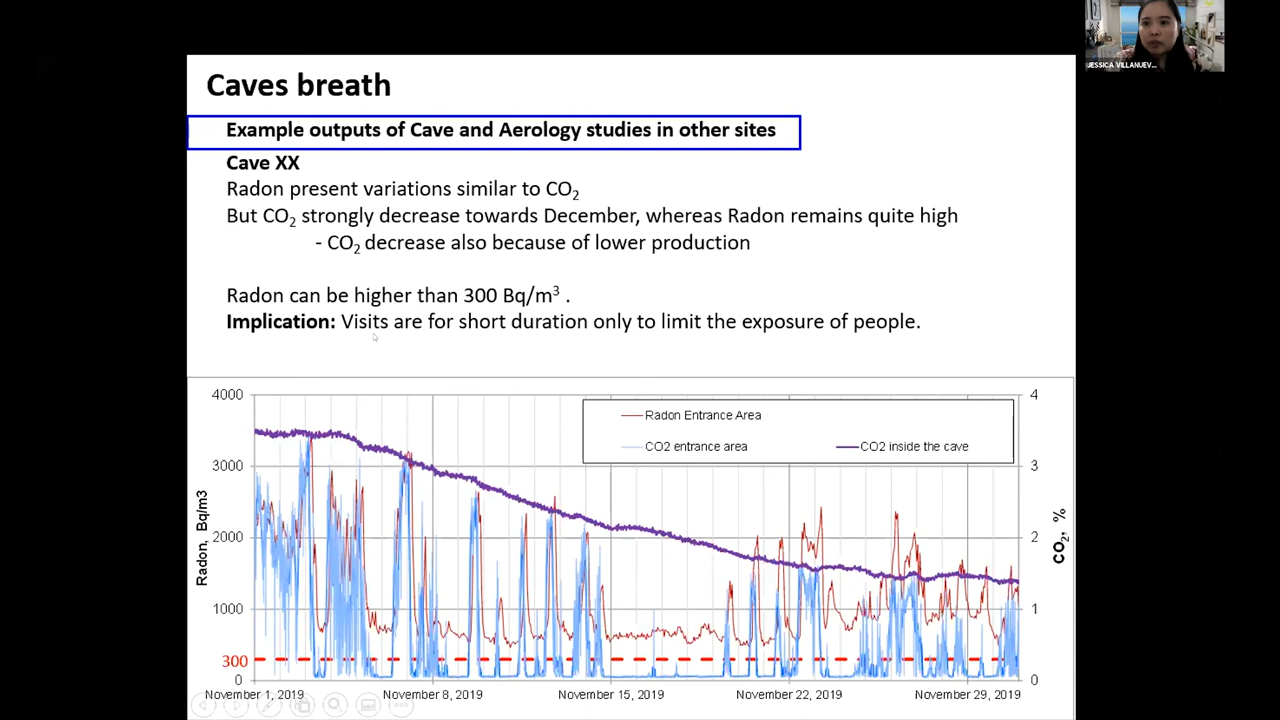 JESSICA VILLANUEV...
Caves breath
Example outputs of Cave and Aerology studies in other sites
Cave XX
Radon present variations similar to CO2
But CO2 strongly decrease towards December, whereas Radon remains quite high
- CO2 decrease also because of lower production
Radon can be higher than 300 Bq/m3 .
Implication: Visits are for short duration only to limit the exposure of people.
4000
3000
2000
1000
300
0
Radon, Bq/m3
Radon Entrance Area
CO2 entrance area
CO2 inside the cave
4
3
2
1
0
CO2, %
November 1, 2019
November 8, 2019
November 15, 2019
November 22, 2019
November 29, 2019